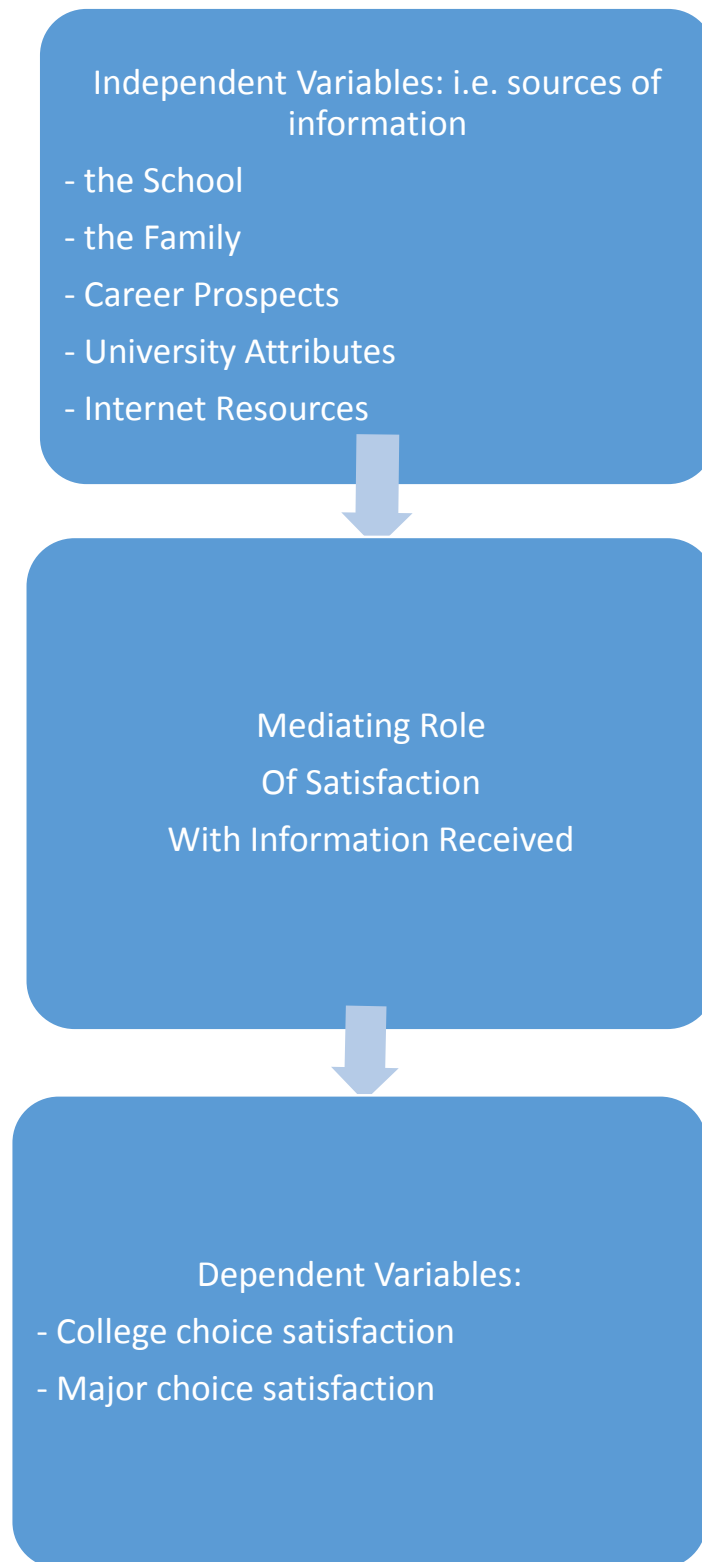 Independent Variables: i.e. sources of
information
- the School
- the Family
- Career Prospects
- University Attributes
- Internet Resources
Mediating Role
Of Satisfaction
With Information Received
Dependent Variables:
- College choice satisfaction
- Major choice satisfaction